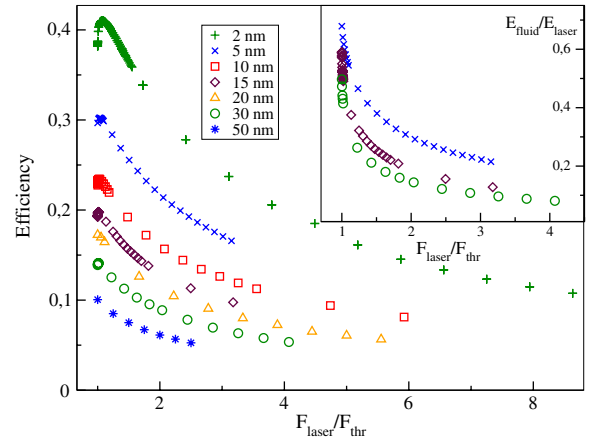 0,4
0,3
0,2
0,1
0
Efficiency
2
4
6
8
F_laser/F_thr
2 nm
5 nm
10 nm
15 nm
20 nm
30 nm
50 nm
E_fluid/E_laser
0,6
0,4
0,2
1
2
3
4
F_laser/F_thr